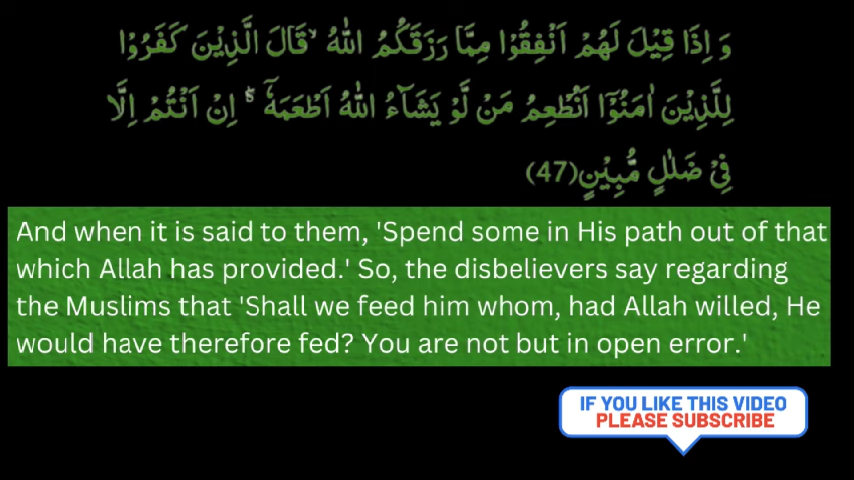 وَ اِذَا قِیْلَ لَهُمْ اَنْفِقُوْا مِمَّا رَزَقَكُمُ اللّٰهُۙ قَالَ الَّذِیْنَ كَفَرُوْا
لِلَّذِیْنَ اٰمَنُوْۤا اَنُطْعِمُ مَنْ لَّوْ یَشَآءُ اللّٰهُ اَطْعَمَهٗۤ ﳓ اِنْ اَنْتُمْ اِلَّا
فِیْ ضَلٰلٍ مُّبِیْنٍ(47)
And when it is said to them, 'Spend some in His path out of that
which Allah has provided.' So, the disbelievers say regarding
the Muslims that 'Shall we feed him whom, had Allah willed, He
would have therefore fed? You are not but in open error.'
IF YOU LIKE THIS VIDEO
PLEASE SUBSCRIBE